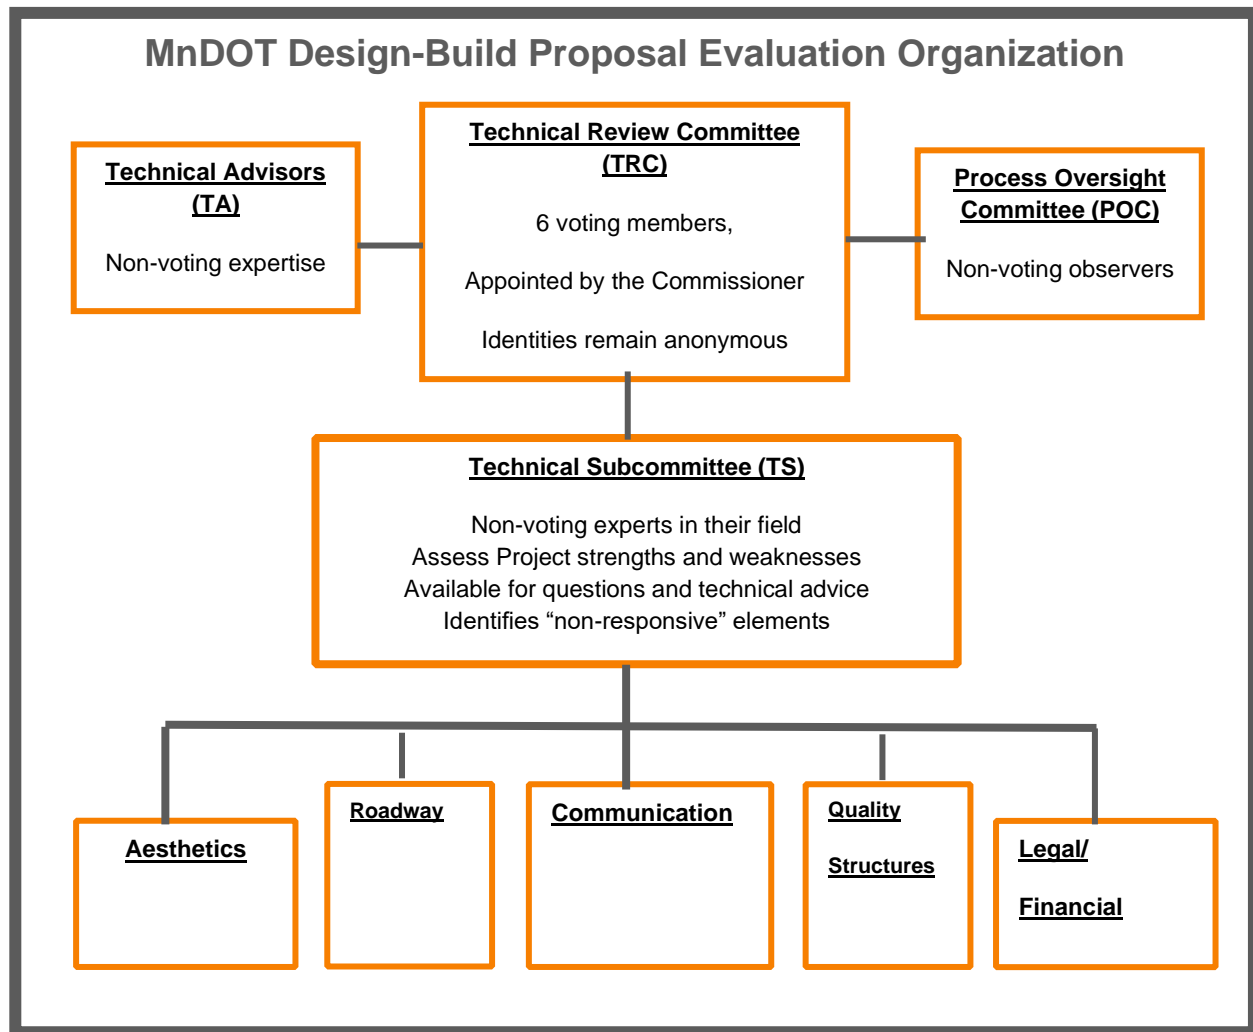 MnDOT Design-Build Proposal Evaluation Organization
Technical Advisors
(TA)
Non-voting expertise
Technical Review Committee
(TRC)
6 voting members,
Appointed by the Commissioner
Identities remain anonymous
Process Oversight
Committee (POC)
Non-voting observers
Technical Subcommittee (TS)
Non-voting experts in their field
Assess Project strengths and weaknesses
Available for questions and technical advice
Identifies “non-responsive” elements
Aesthetics
Roadway
Communication
Quality
Structures
Legal/
Financial